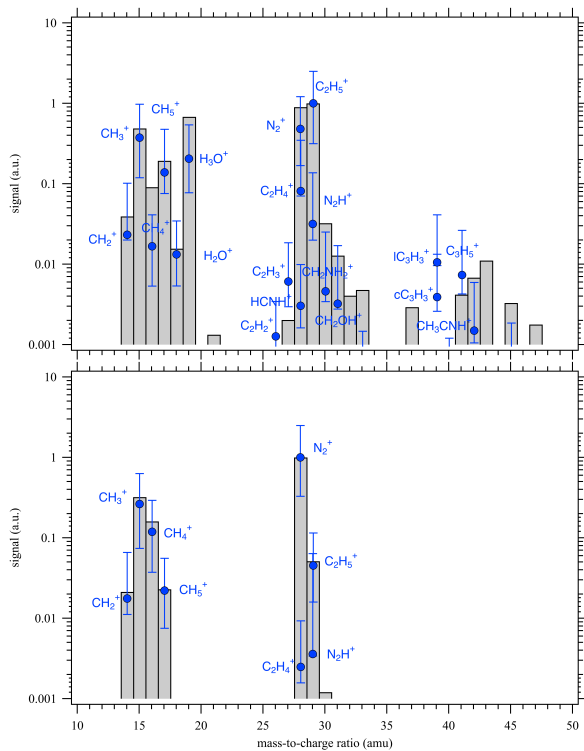 10
CH₅⁺
C₂H₅⁺
1
N₂⁺
CH₃⁺
H₃O⁺
signal (a.u.)
0.1
C₂H₄⁺
N₂H⁺
CH₄⁺
CH₂⁺
H₂O⁺
lC₃H₃⁺
C₃H₅⁺
0.01
C₂H₃⁺
CH₂NH₂⁺
HCNH⁺
cC₃H₃⁺
CH₂OH⁺
C₂H₂⁺
CH₃CNH⁺
0.001
10
N₂⁺
1
CH₃⁺
CH₄⁺
signal (a.u.)
0.1
C₂H₅⁺
CH₂⁺
CH₅⁺
0.01
N₂H⁺
C₂H₄⁺
0.001
10 15 20 25 30 35 40 45 50
mass-to-charge ratio (amu)